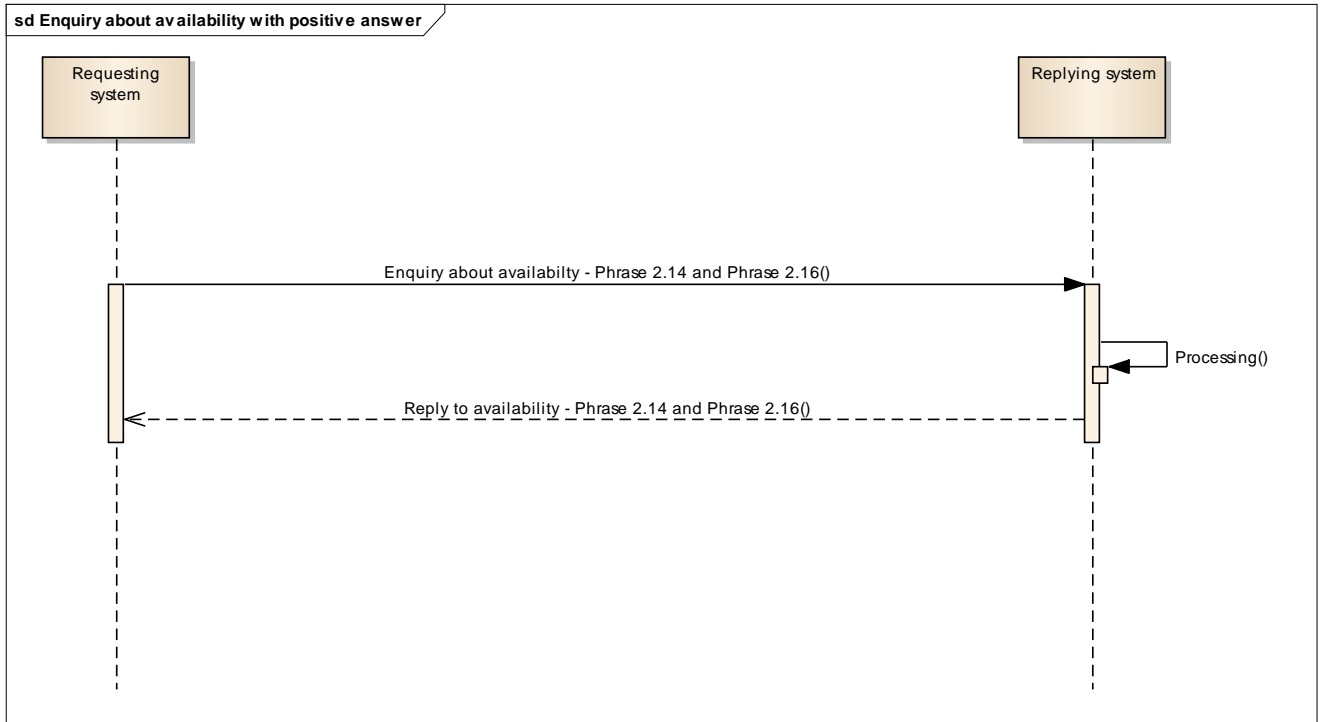 sd Enquiry about availability with positive answer
Requesting
system
Replying system
Enquiry about availabilty - Phrase 2.14 and Phrase 2.16()
Processing()
Reply to availability - Phrase 2.14 and Phrase 2.16()